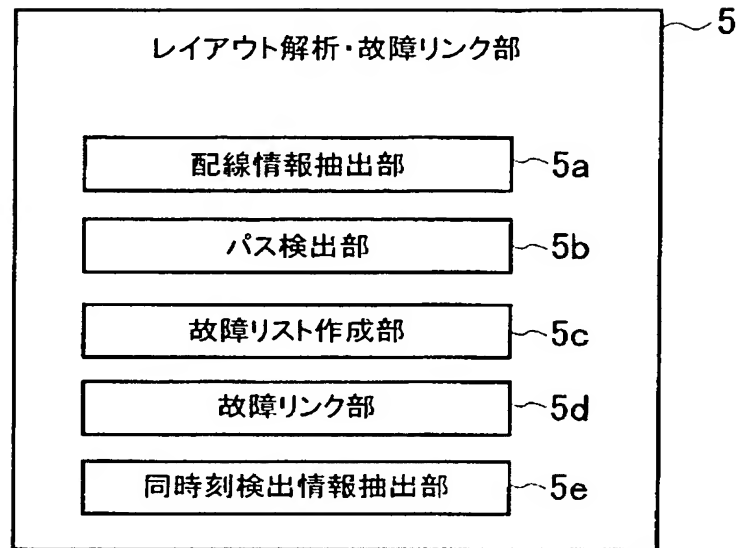 5
レイアウト解析・故障リンク部
配線情報抽出部 5a
パス検出部 5b
故障リスト作成部 5c
故障リンク部 5d
同時刻検出情報抽出部 5e